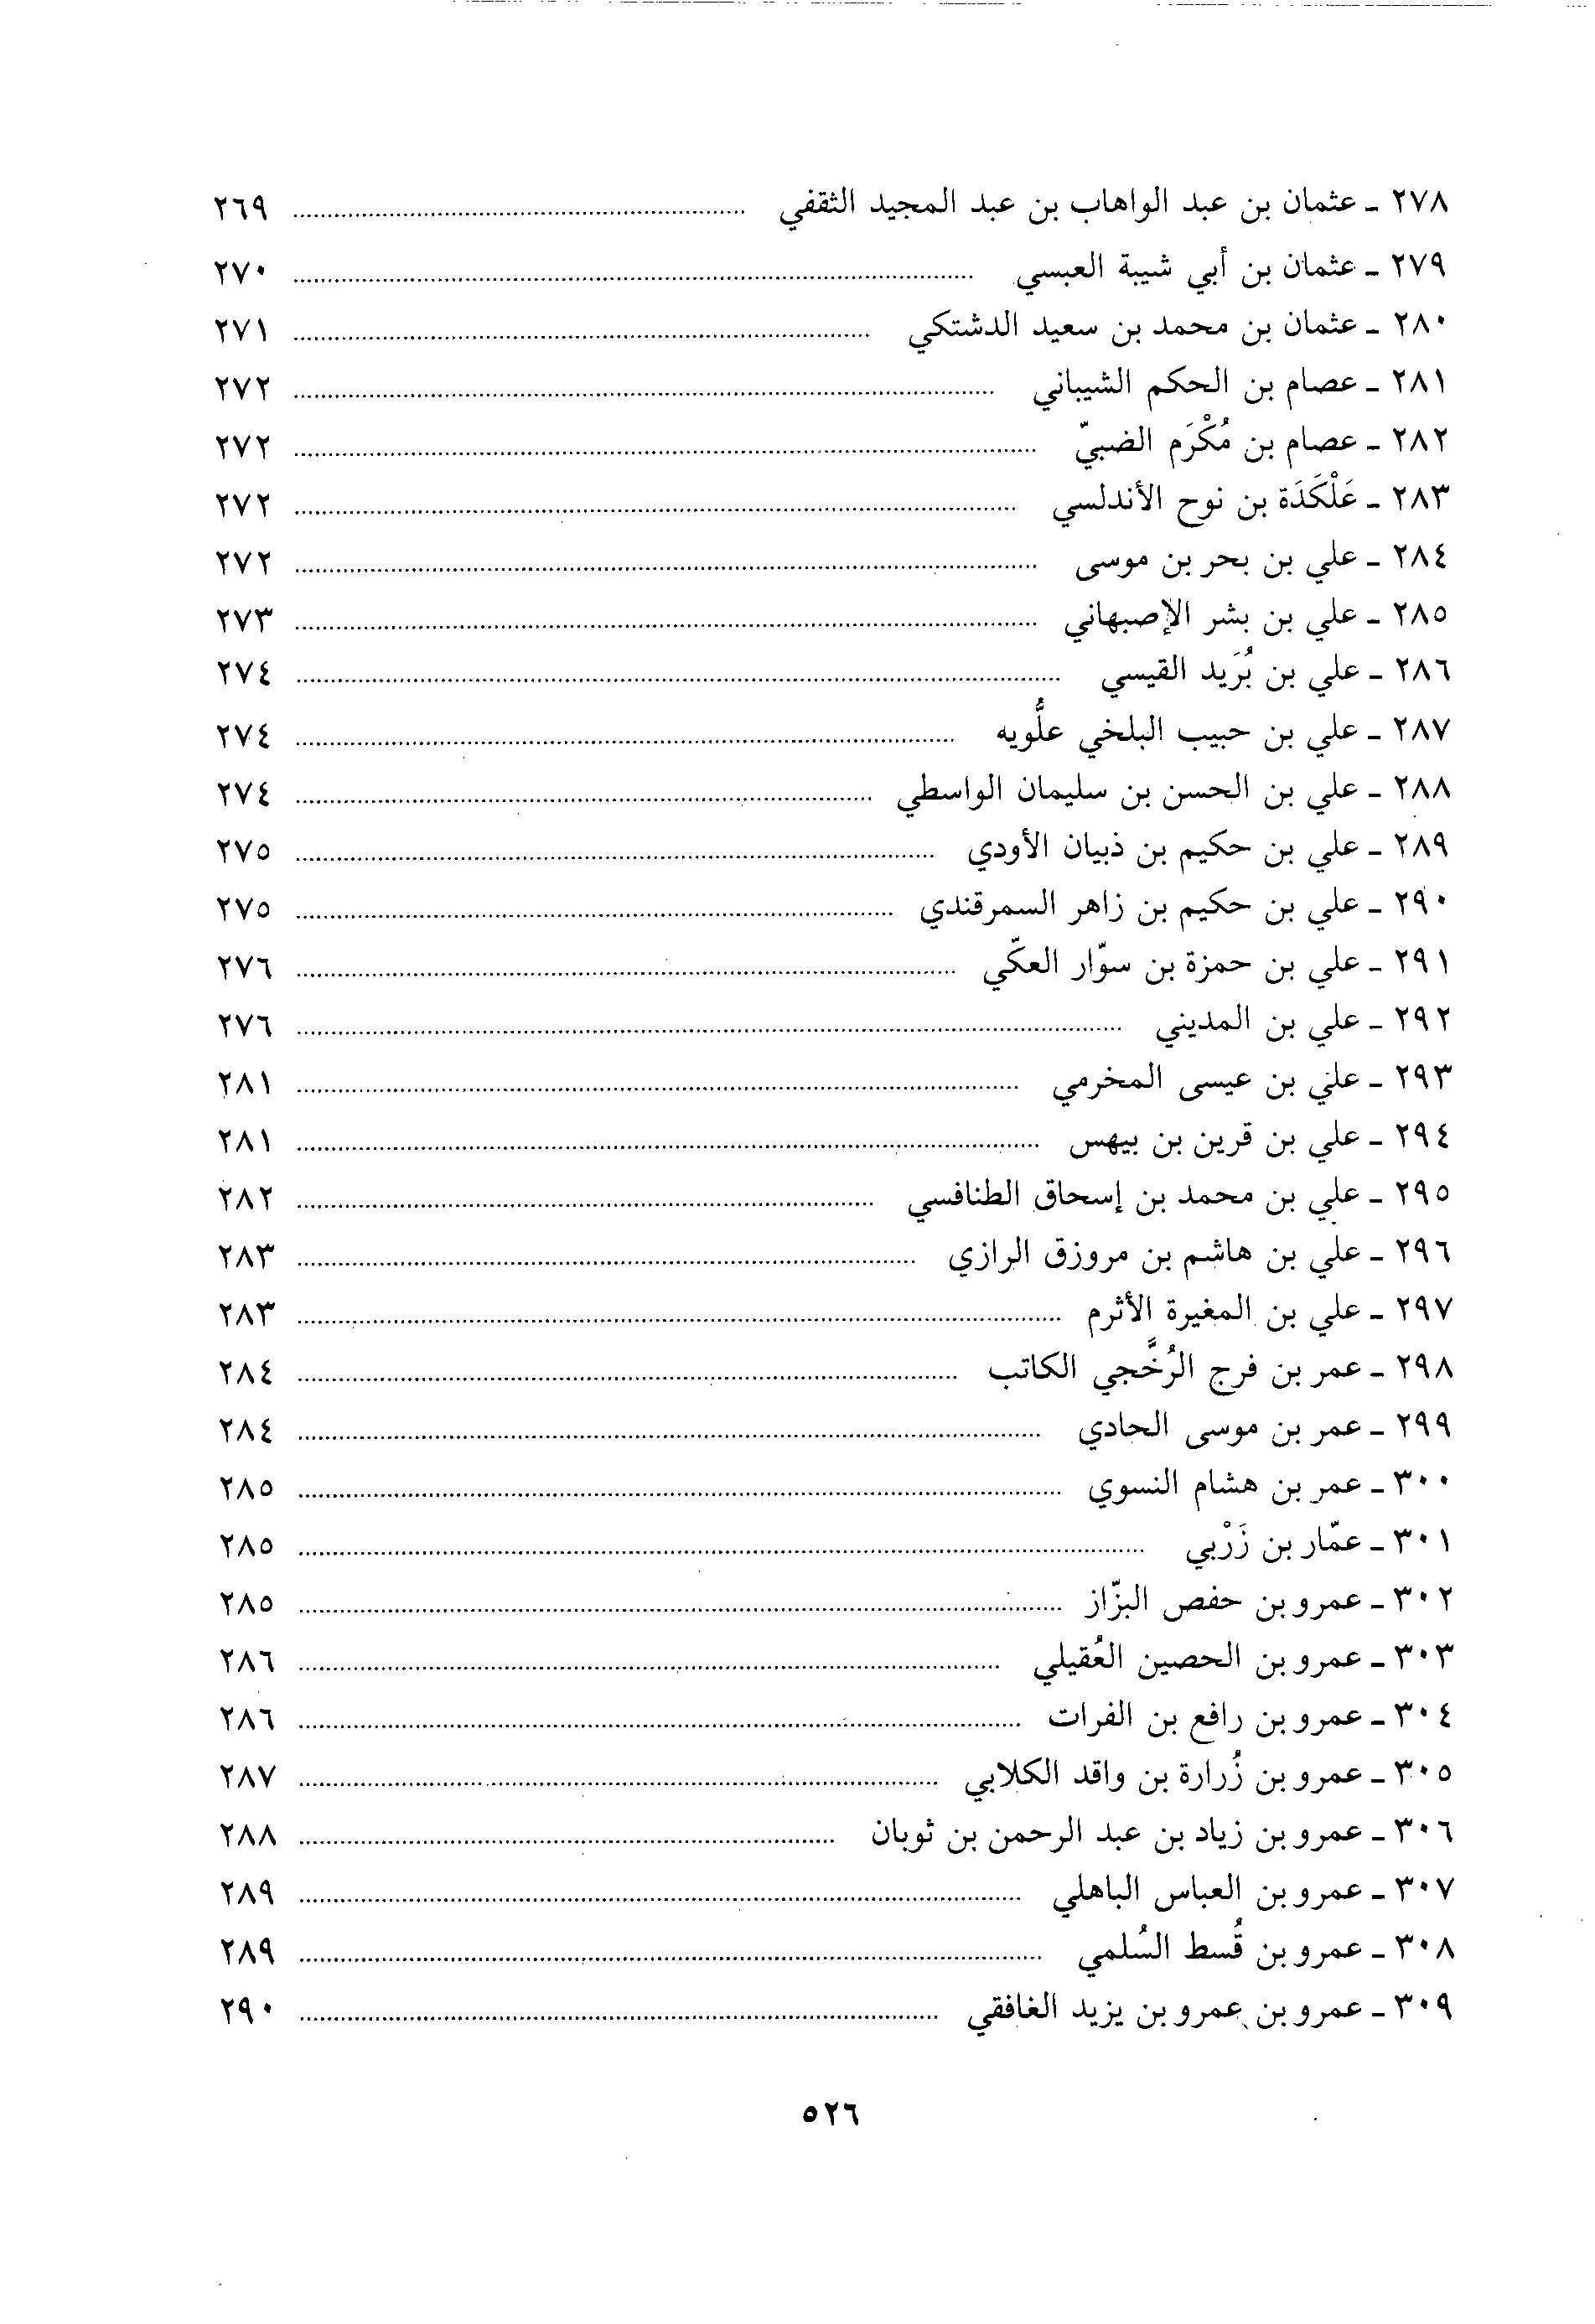 ٢٧٨ ـ عثمان بن عبد الواهاب بن عبد المجيد الثقفي ........ ٢٦٩
٢٧٩ ـ عثمان بن أبي شيبة العبسي ........ ٢٧٠
٢٨٠ ـ عثمان بن محمد بن سعيد الدشتكي ........ ٢٧١
٢٨١ ـ عصام بن الحكم الشيباني ........ ٢٧٢
٢٨٢ ـ عصام بن مُكْرَم الضبيّ ........ ٢٧٢
٢٨٣ ـ عَلْكَدَة بن نوح الأندلسي ........ ٢٧٢
٢٨٤ ـ علي بن بحر بن موسى ........ ٢٧٢
٢٨٥ ـ علي بن بشر الإصبهاني ........ ٢٧٣
٢٨٦ ـ علي بن بُرَيد القيسي ........ ٢٧٤
٢٨٧ ـ علي بن حبيب البلخي علُّويه ........ ٢٧٤
٢٨٨ ـ علي بن الحسن بن سليمان الواسطي ........ ٢٧٤
٢٨٩ ـ علي بن حكيم بن ذبيان الأودي ........ ٢٧٥
٢٩٠ ـ علي بن حكيم بن زاهر السمرقندي ........ ٢٧٥
٢٩١ ـ علي بن حمزة بن سوّار العكّي ........ ٢٧٦
٢٩٢ ـ علي بن المديني ........ ٢٧٦
٢٩٣ ـ علي بن عيسى المخرمي ........ ٢٨١
٢٩٤ ـ علي بن قرين بن بيهس ........ ٢٨١
٢٩٥ ـ علي بن محمد بن إسحاق الطنافسي ........ ٢٨٢
٢٩٦ ـ علي بن هاشم بن مروزق الرازي ........ ٢٨٣
٢٩٧ ـ علي بن المغيرة الأثرم ........ ٢٨٣
٢٩٨ ـ عمر بن فرج الرُخَّجي الكاتب ........ ٢٨٤
٢٩٩ ـ عمر بن موسى الحادي ........ ٢٨٤
٣٠٠ ـ عمر بن هشام النسوي ........ ٢٨٥
٣٠١ ـ عمّار بن زَرْبي ........ ٢٨٥
٣٠٢ ـ عمرو بن حفص البزّاز ........ ٢٨٥
٣٠٣ ـ عمرو بن الحصين العُقيلي ........ ٢٨٦
٣٠٤ ـ عمرو بن رافع بن الفرات ........ ٢٨٦
٣٠٥ ـ عمرو بن زُرارة بن واقد الكلابي ........ ٢٨٧
٣٠٦ ـ عمرو بن زياد بن عبد الرحمن بن ثوبان ........ ٢٨٨
٣٠٧ ـ عمرو بن العباس الباهلي ........ ٢٨٩
٣٠٨ ـ عمرو بن قُسط السُلمي ........ ٢٨٩
٣٠٩ ـ عمرو بن عمرو بن يزيد الغافقي ........ ٢٩٠
٥٢٦